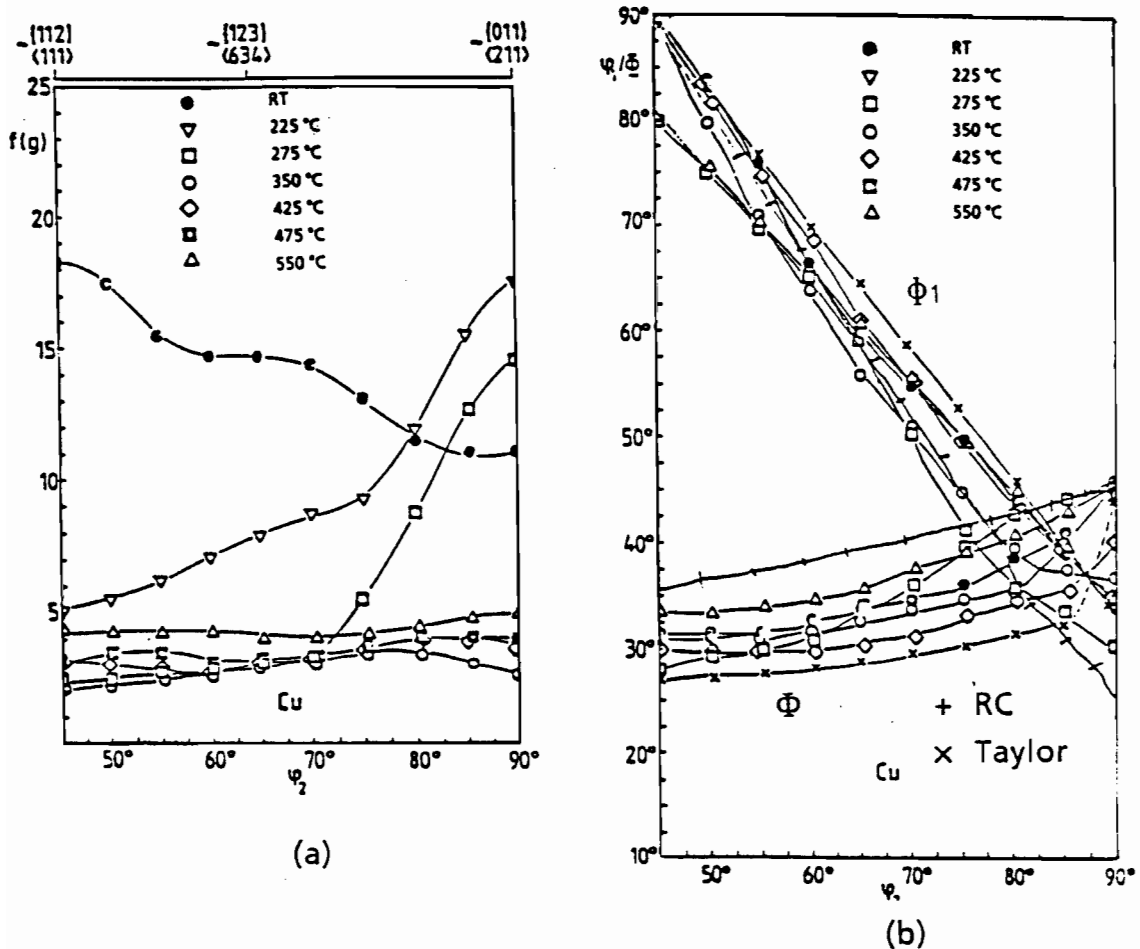 ~{112} ~{123} ~{011}
⟨111⟩ ⟨634⟩ ⟨211⟩
25
f(g)
20
15
10
5
RT
225 °C
275 °C
350 °C
425 °C
475 °C
550 °C
Cu
50° 60° 70° 80° 90°
φ₂
(a)
90°
φ₁/Φ
80°
70°
60°
50°
40°
30°
20°
10°
RT
225 °C
275 °C
350 °C
425 °C
475 °C
550 °C
Φ1
Φ
+ RC
× Taylor
Cu
50° 60° 70° 80° 90°
(b)